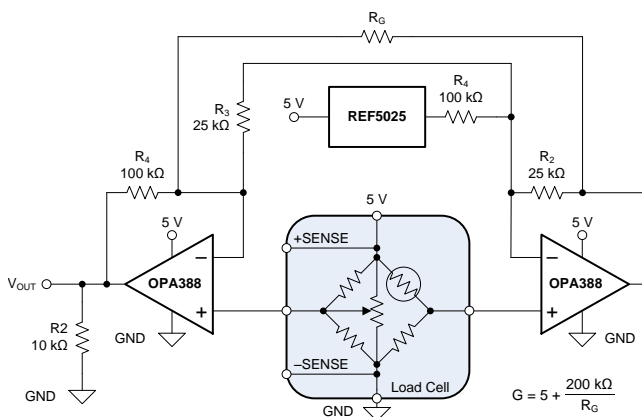 R_G
R_4
5 V
REF5025
100 kΩ
R_3
25 kΩ
R_4
100 kΩ
R_2
25 kΩ
5 V
5 V
+SENSE
5 V
−
OPA388
+
V_OUT
−
OPA388
+
R2
10 kΩ
GND
GND
GND
−SENSE
Load Cell
GND
G = 5 + 200 kΩ / R_G